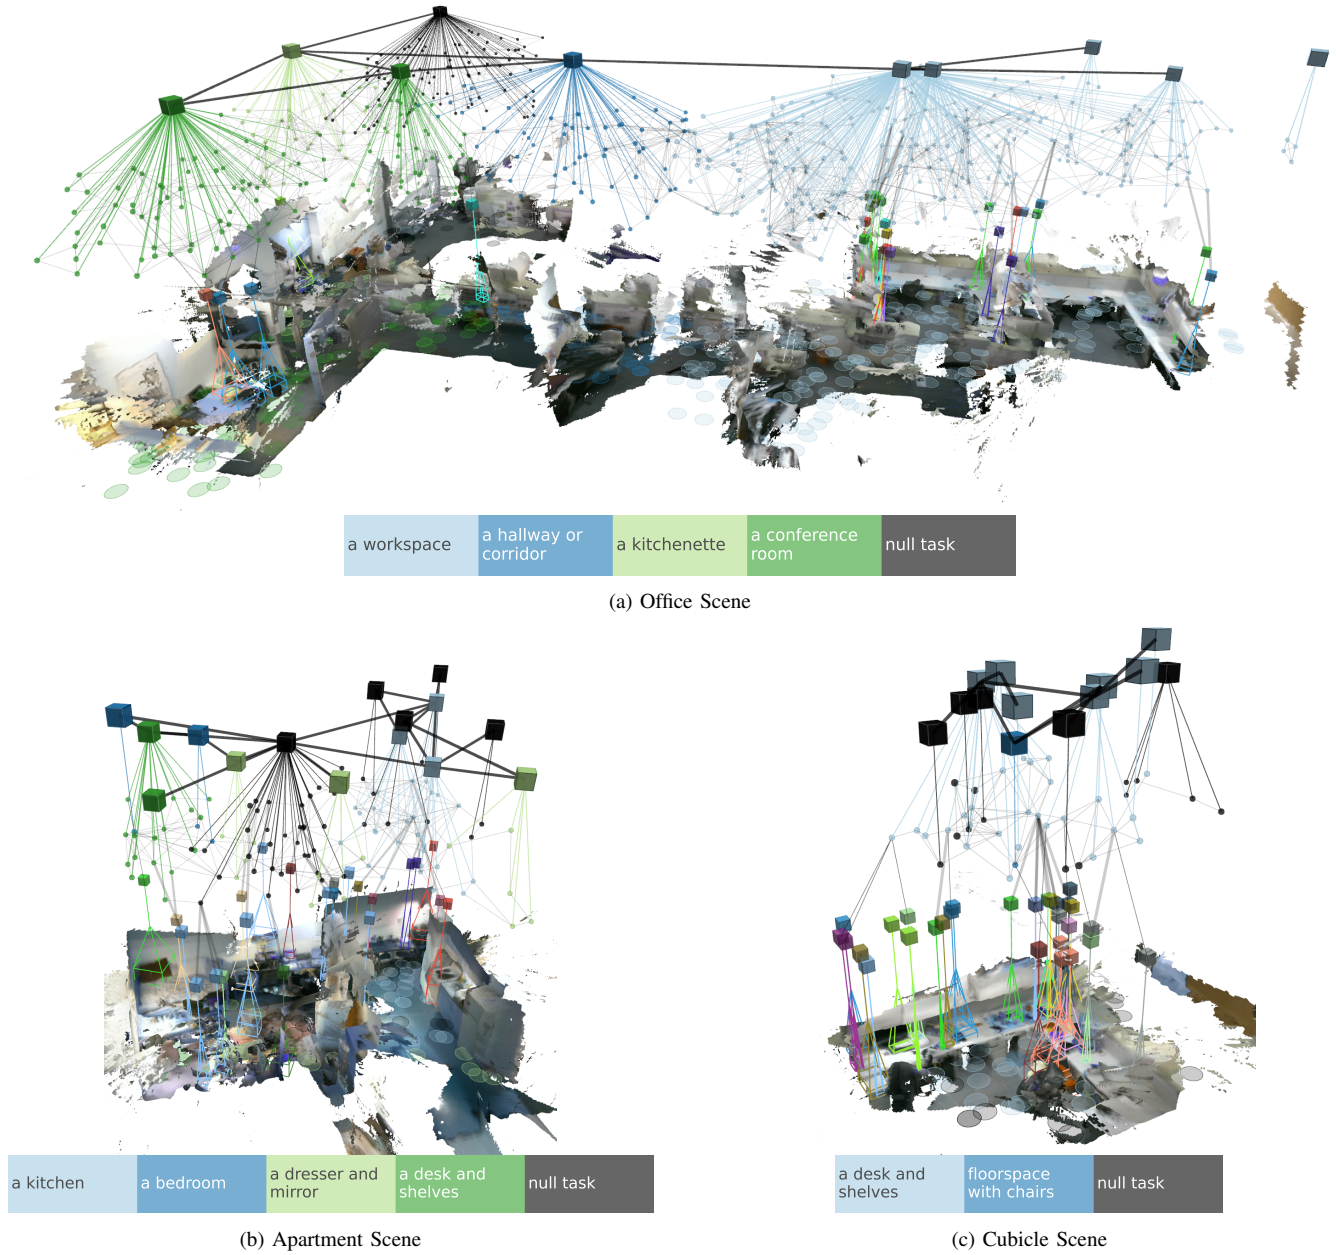 a workspace
a hallway or
corridor
a kitchenette
a conference
room
null task
(a) Office Scene
a kitchen
a bedroom
a dresser and
mirror
a desk and
shelves
null task
(b) Apartment Scene
a desk and
shelves
floorspace
with chairs
null task
(c) Cubicle Scene